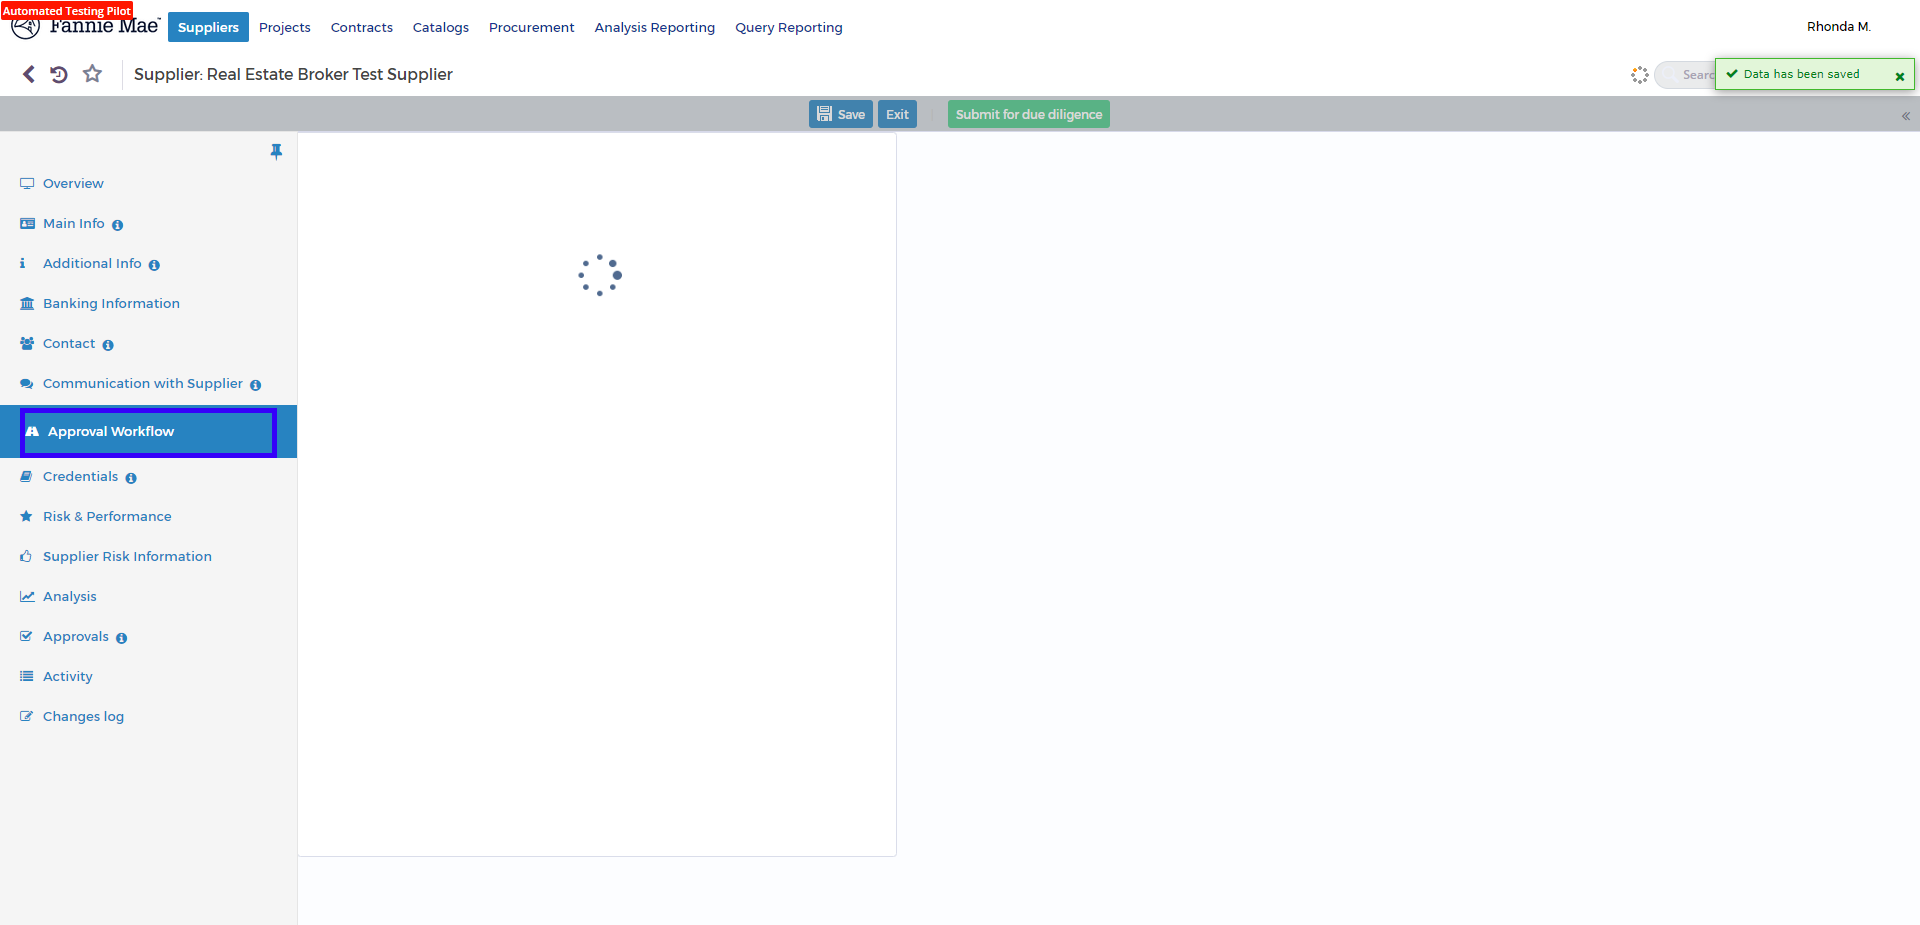 Automated Testing Pilot
Fannie Mae
Suppliers Projects Contracts Catalogs Procurement Analysis Reporting Query Reporting
Rhonda M.
Supplier: Real Estate Broker Test Supplier
Data has been saved
Save Exit Submit for due diligence
Overview
Main Info
Additional Info
Banking Information
Contact
Communication with Supplier
Approval Workflow
Credentials
Risk & Performance
Supplier Risk Information
Analysis
Approvals
Activity
Changes log